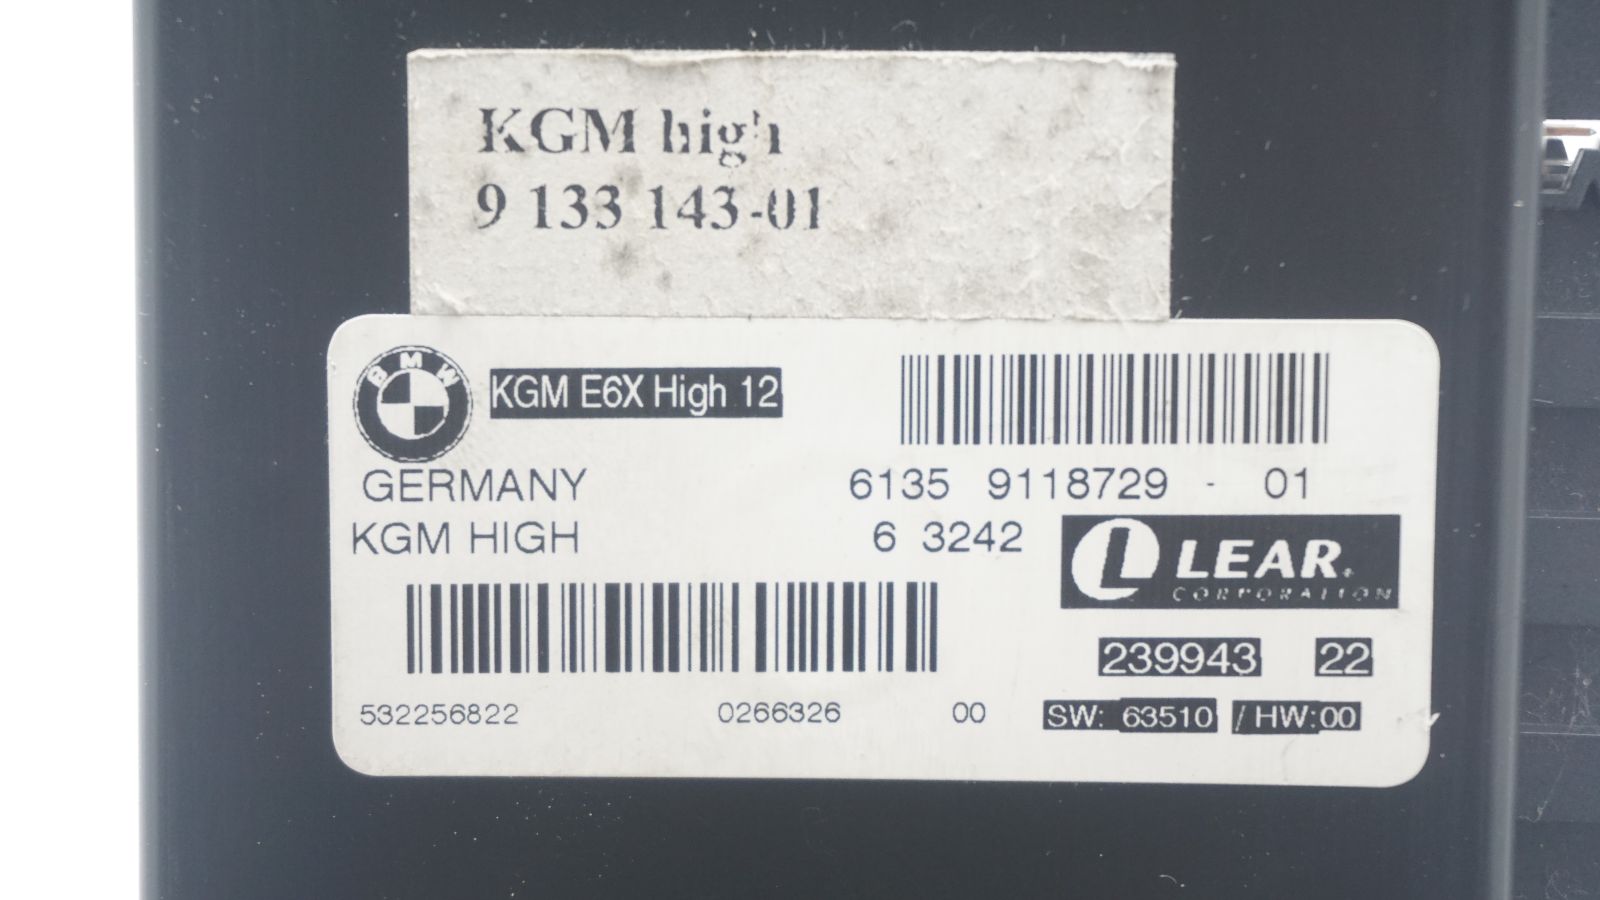 KGM high
9 133 143-01
BMW
KGM E6X High 12
GERMANY
6135 9118729 - 01
KGM HIGH
6 3242
LEAR.
CORPORATION
239943 22
532256822 0266326 00
SW: 63510 / HW:00